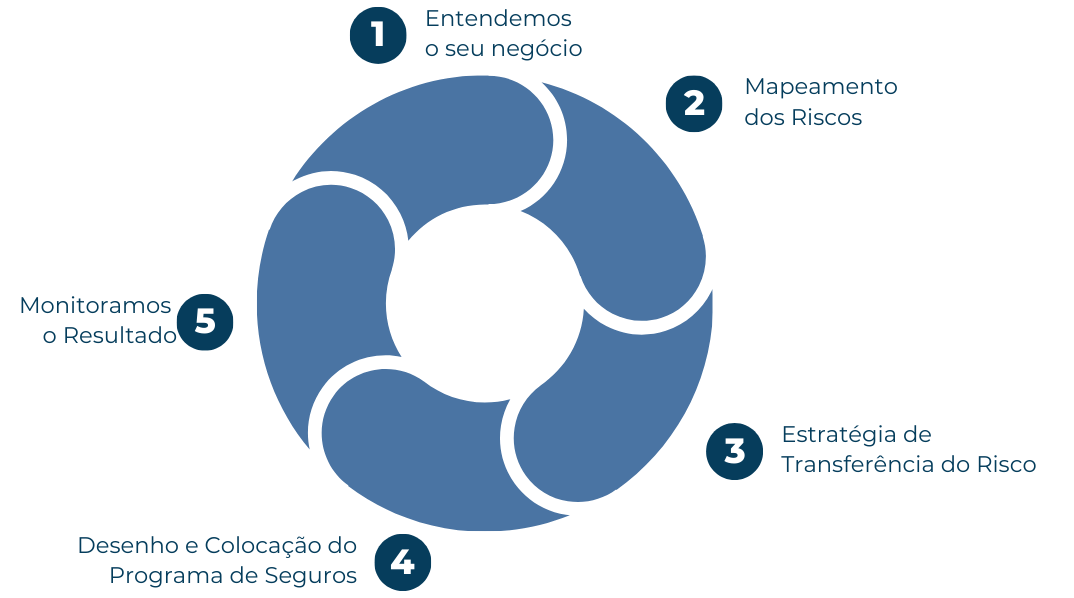 1
Entendemos
o seu negócio
2
Mapeamento
dos Riscos
3
Estratégia de
Transferência do Risco
4
Desenho e Colocação do
Programa de Seguros
5
Monitoramos
o Resultado